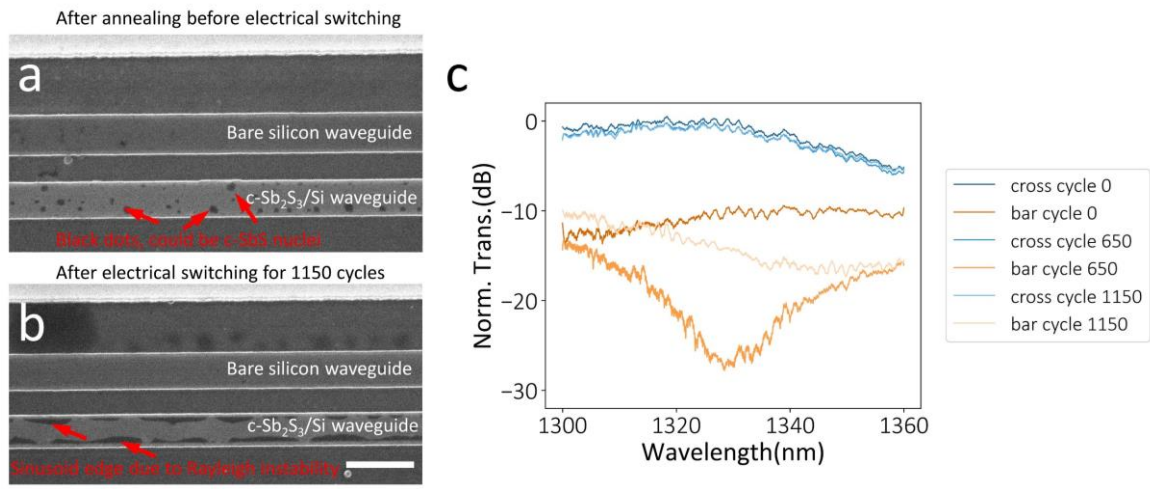 After annealing before electrical switching
a
Bare silicon waveguide
c-Sb₂S₃/Si waveguide
Black dots, could be c-SbS nuclei
After electrical switching for 1150 cycles
b
Bare silicon waveguide
c-Sb₂S₃/Si waveguide
Sinusoid edge due to Rayleigh instability
c
Norm. Trans.(dB)
0
−10
−20
−30
1300
1320
1340
1360
Wavelength(nm)
cross cycle 0
bar cycle 0
cross cycle 650
bar cycle 650
cross cycle 1150
bar cycle 1150